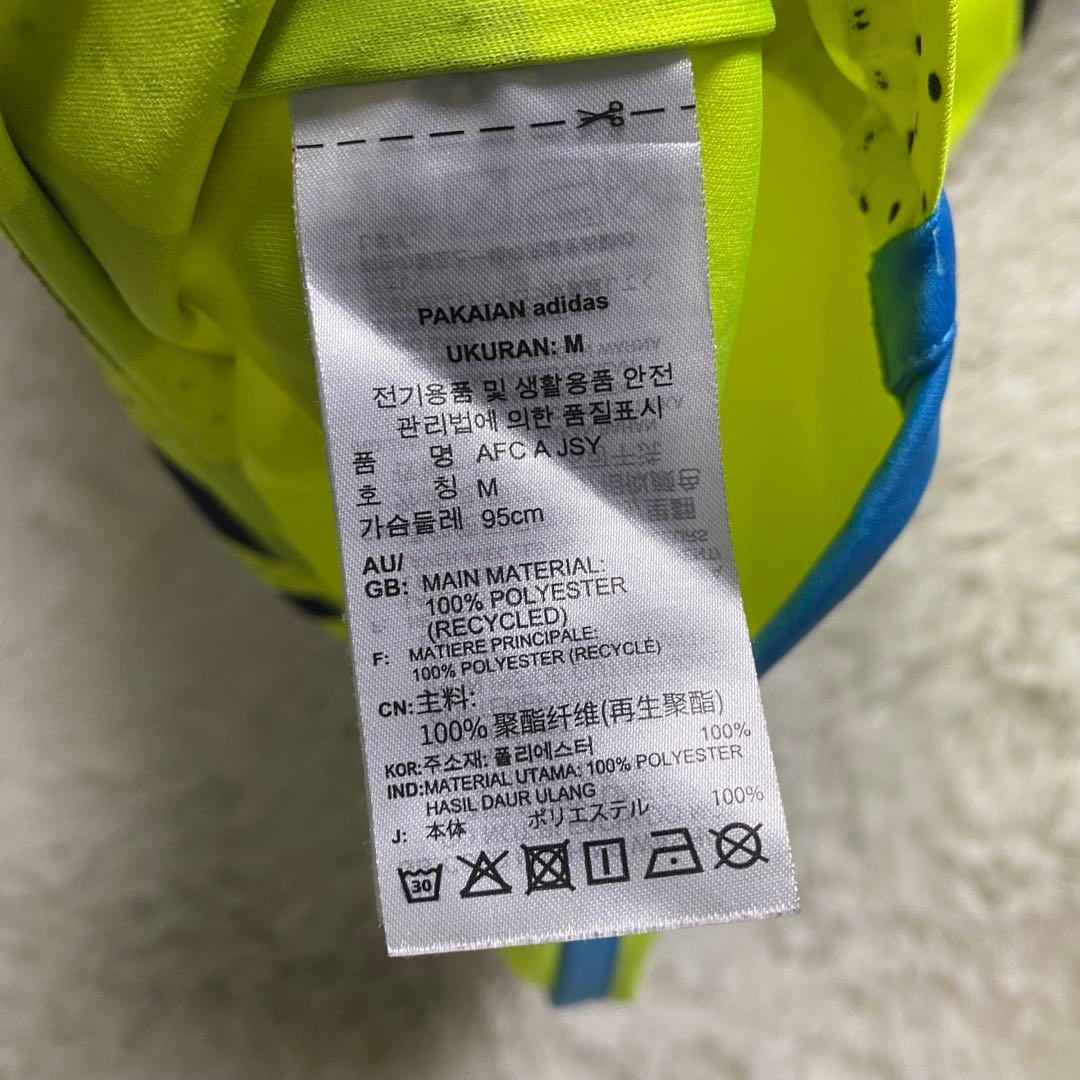 PAKAIAN adidas
UKURAN: M
전기용품 및 생활용품 안전
관리법에 의한 품질표시
품 명 AFC A JSY
호 칭 M
가슴둘레 95cm
AU/
GB: MAIN MATERIAL:
100% POLYESTER
(RECYCLED)
F: MATIERE PRINCIPALE:
100% POLYESTER (RECYCLÉ)
CN:主料:
100% 聚酯纤维(再生聚酯)
KOR:주소재: 폴리에스터 100%
IND:MATERIAL UTAMA: 100% POLYESTER
HASIL DAUR ULANG
J: 本体 ポリエステル 100%
30